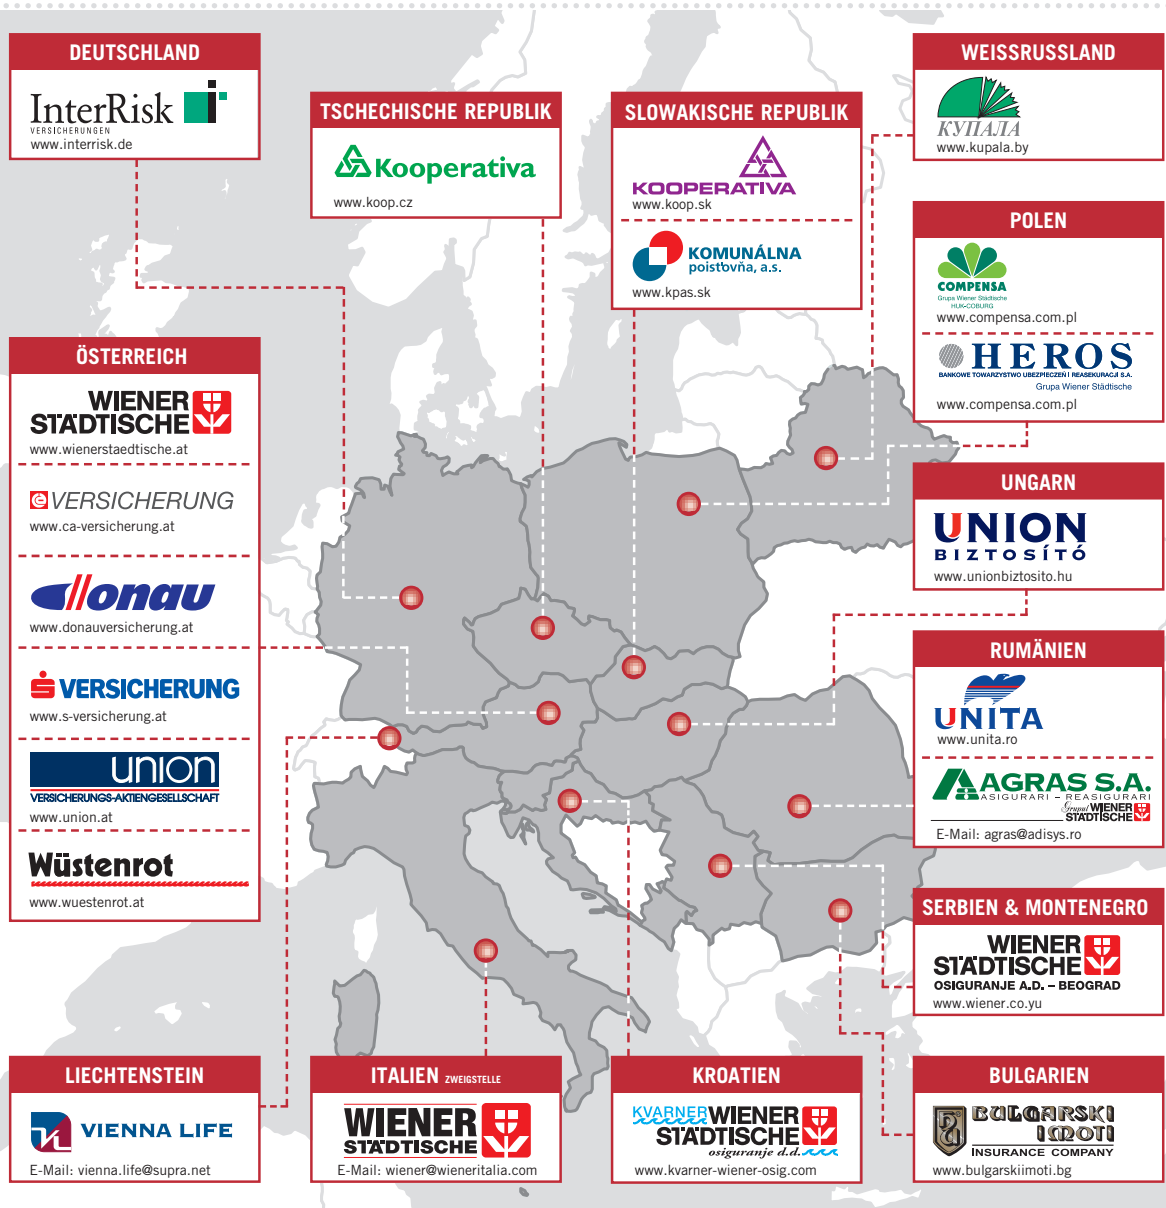 DEUTSCHLAND
InterRisk
VERSICHERUNGEN
www.interrisk.de
TSCHECHISCHE REPUBLIK
Kooperativa
www.koop.cz
SLOWAKISCHE REPUBLIK
KOOPERATIVA
www.koop.sk
KOMUNÁLNA
poisťovňa, a.s.
www.kpas.sk
WEISSRUSSLAND
КУПАЛА
www.kupala.by
POLEN
COMPENSA
Grupa Wiener Städtische
HUK-COBURG
www.compensa.com.pl
HEROS
BANKOWE TOWARZYSTWO UBEZPIECZEŃ I REASEKURACJI S.A.
Grupa Wiener Städtische
www.compensa.com.pl
ÖSTERREICH
WIENER
STÄDTISCHE
www.wienerstaedtische.at
VERSICHERUNG
www.ca-versicherung.at
donau
www.donauversicherung.at
S VERSICHERUNG
www.s-versicherung.at
union
VERSICHERUNGS-AKTIENGESELLSCHAFT
www.union.at
Wüstenrot
www.wuestenrot.at
UNGARN
UNION
BIZTOSÍTÓ
www.unionbiztosito.hu
RUMÄNIEN
UNITA
www.unita.ro
AGRAS S.A.
ASIGURARI – REASIGURARI
Grupul WIENER
STÄDTISCHE
E-Mail: agras@adisys.ro
SERBIEN & MONTENEGRO
WIENER
STÄDTISCHE
OSIGURANJE A.D. – BEOGRAD
www.wiener.co.yu
LIECHTENSTEIN
VIENNA LIFE
E-Mail: vienna.life@supra.net
ITALIEN ZWEIGSTELLE
WIENER
STÄDTISCHE
E-Mail: wiener@wieneritalia.com
KROATIEN
KVARNER WIENER
STÄDTISCHE
osiguranje d.d.
www.kvarner-wiener-osig.com
BULGARIEN
BULGARSKI
IMOTI
INSURANCE COMPANY
www.bulgarskiimoti.bg